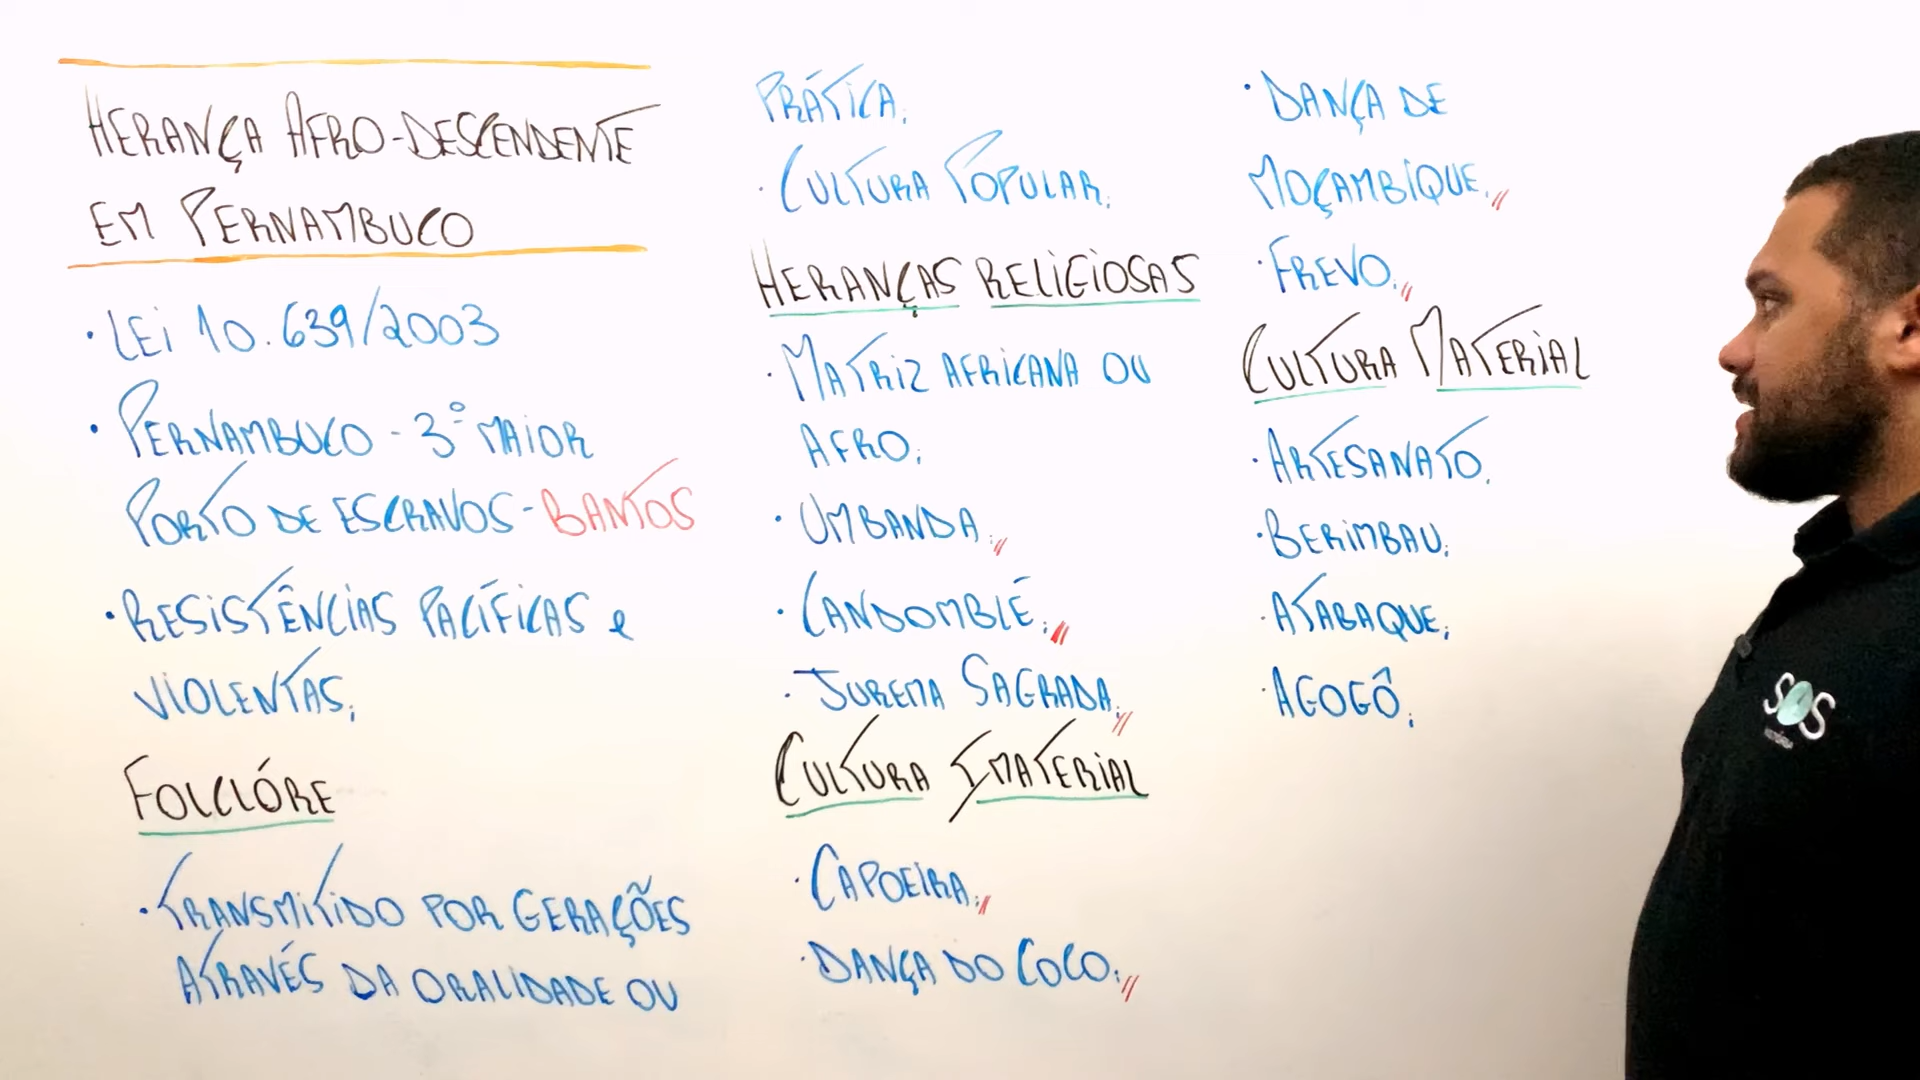 HERANÇA AFRO-DESCENDENTE
EM PERNAMBUCO
· LEI 10.639/2003
· PERNAMBUCO - 3° MAIOR
PORTO DE ESCRAVOS - BANTOS
· RESISTÊNCIAS PACÍFICAS e
VIOLENTAS;
FOLCLÓRE
· TRANSMITIDO POR GERAÇÕES
ATRAVÉS DA ORALIDADE OU
PRÁTICA;
· CULTURA POPULAR;
HERANÇAS RELIGIOSAS
· MATRIZ AFRICANA OU
AFRO;
· UMBANDA;
· CANDOMBLÉ;
· JUREMA SAGRADA;
CULTURA IMATERIAL
· CAPOEIRA;
· DANÇA DO COCO;
· DANÇA DE
MOÇAMBIQUE;
· FREVO;
CULTURA MATERIAL
· ARTESANATO;
· BERIMBAU;
· ATABAQUE;
· AGOGÔ;
SOS